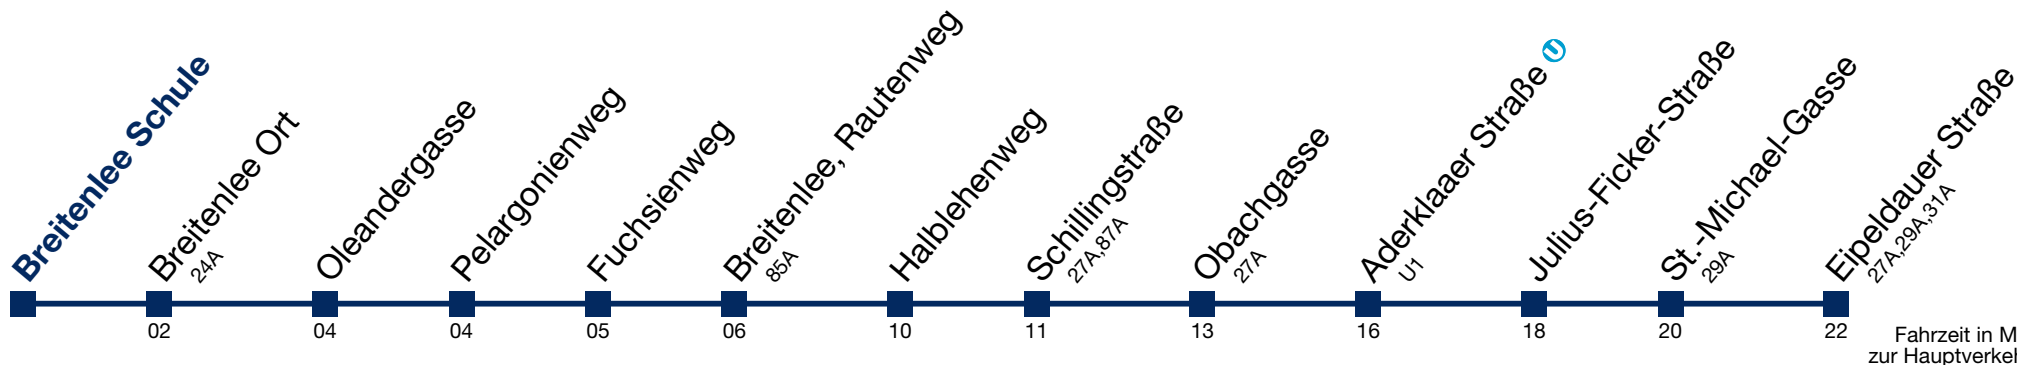 Breitenlee Schule
Breitenlee Ort
24A
Oleandergasse
Pelargonienweg
Fuchsienweg
Breitenlee, Rautenweg
85A
Halblehenweg
Schillingstraße
27A,87A
Obachgasse
27A
Aderklaaer Straße U
U1
Julius-Ficker-Straße
St.-Michael-Gasse
29A
Eipeldauer Straße
27A,29A,31A
02 04 04 05 06 10 11 13 16 18 20 22
Fahrzeit in M
zur Hauptverkeh